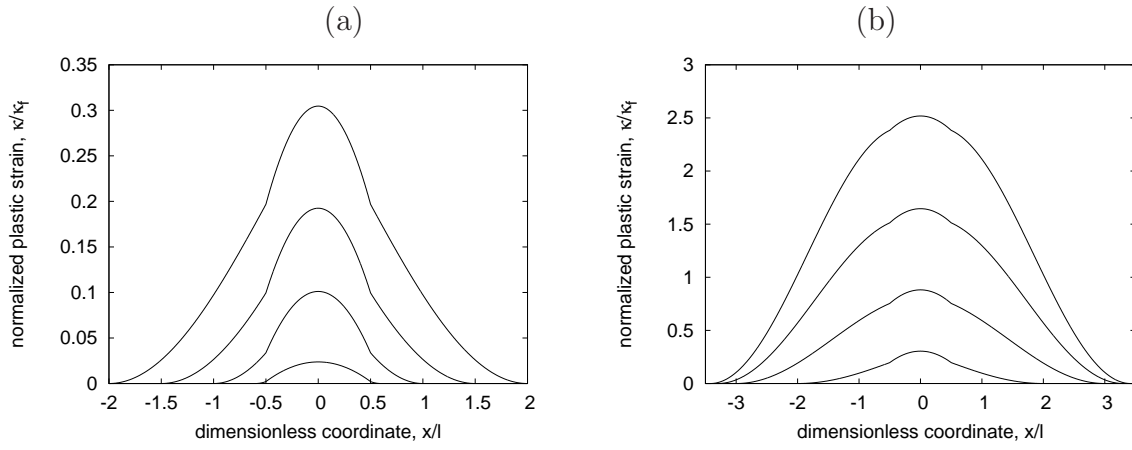 (a)
(b)
normalized plastic strain, κ/κf
0.35
0.3
0.25
0.2
0.15
0.1
0.05
0
-2 -1.5 -1 -0.5 0 0.5 1 1.5 2
dimensionless coordinate, x/l
normalized plastic strain, κ/κf
3
2.5
2
1.5
1
0.5
0
-3 -2 -1 0 1 2 3
dimensionless coordinate, x/l